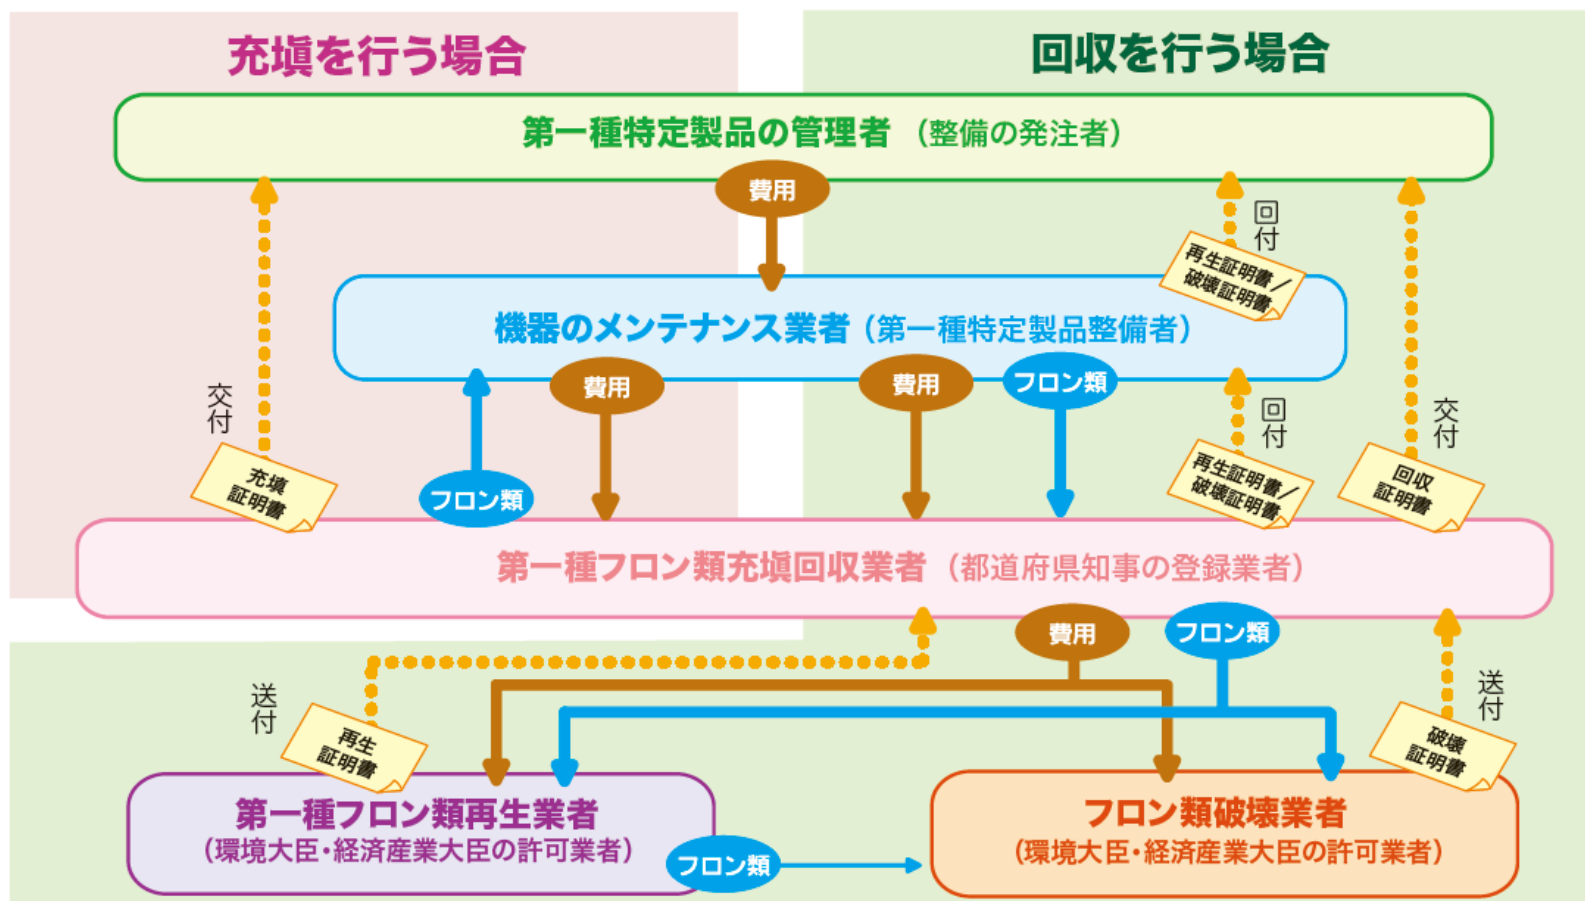 充塡を行う場合
回収を行う場合
第一種特定製品の管理者 （整備の発注者）
費用
回付
再生証明書／
破壊証明書
機器のメンテナンス業者（第一種特定製品整備者）
費用
費用
フロン類
交付
充塡
証明書
フロン類
回付
再生証明書／
破壊証明書
交付
回収
証明書
第一種フロン類充塡回収業者（都道府県知事の登録業者）
費用
フロン類
送付
再生
証明書
送付
破壊
証明書
第一種フロン類再生業者
（環境大臣・経済産業大臣の許可業者）
フロン類
フロン類破壊業者
（環境大臣・経済産業大臣の許可業者）